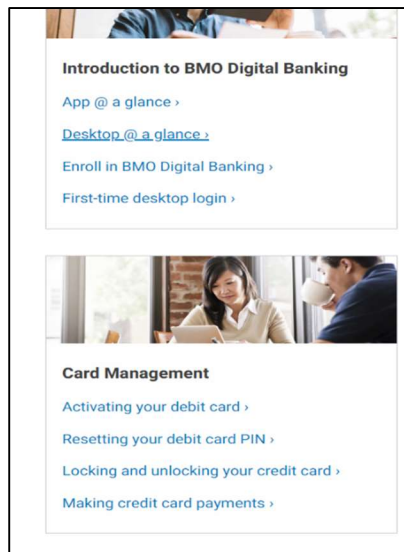 Introduction to BMO Digital Banking
App @ a glance ›
Desktop @ a glance ›
Enroll in BMO Digital Banking ›
First-time desktop login ›
Card Management
Activating your debit card ›
Resetting your debit card PIN ›
Locking and unlocking your credit card ›
Making credit card payments ›